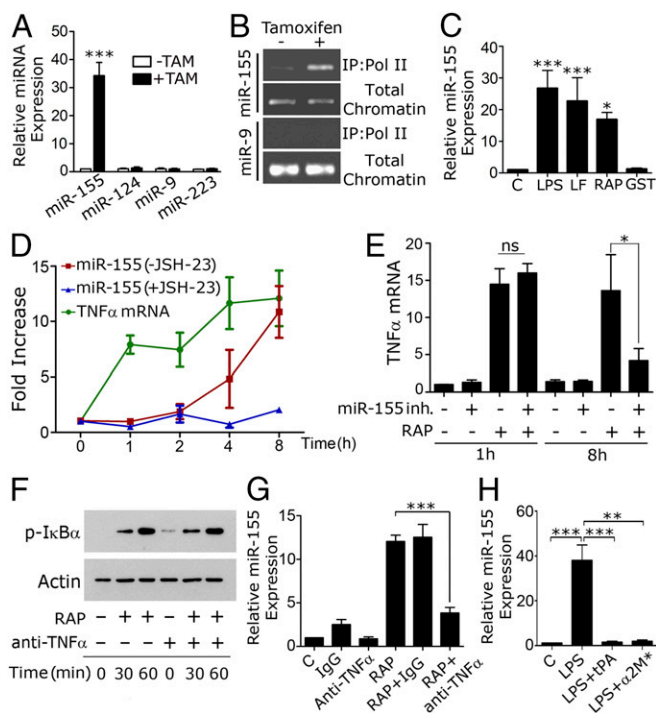 A
Relative miRNA
Expression
50
40
30
20
10
0
***
-TAM
+TAM
miR-155
miR-124
miR-9
miR-223
B
Tamoxifen
- +
miR-155
IP:Pol II
Total
Chromatin
miR-9
IP:Pol II
Total
Chromatin
C
Relative miR-155
Expression
40
30
20
10
0
*** *** *
C LPS LF RAP GST
D
miR-155(-JSH-23)
miR-155(+JSH-23)
TNFα mRNA
Fold Increase
15
10
5
0
0 1 2 4 8 Time(h)
E
TNFα mRNA
20
15
10
5
0
ns
*
miR-155inh. - + - + - + - +
RAP - - + + - - + +
1h 8h
F
p-IκBα
Actin
RAP - + + - + +
anti-TNFα - - - + + +
Time(min) 0 30 60 0 30 60
G
Relative miR-155
Expression
15
10
5
0
***
C
IgG
Anti-TNFα
RAP
RAP+IgG
RAP+
anti-TNFα
H
Relative miR-155
Expression
80
60
40
20
0
**
*** ***
C
LPS
LPS+tPA
LPS+α2M*